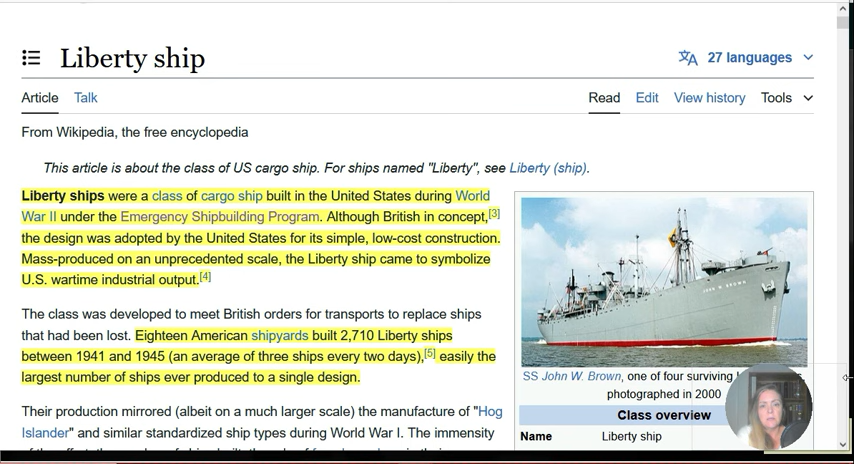 Liberty ship
27 languages
Article Talk
Read Edit View history Tools
From Wikipedia, the free encyclopedia
This article is about the class of US cargo ship. For ships named "Liberty", see Liberty (ship).
Liberty ships were a class of cargo ship built in the United States during World
War II under the Emergency Shipbuilding Program. Although British in concept,[3]
the design was adopted by the United States for its simple, low-cost construction.
Mass-produced on an unprecedented scale, the Liberty ship came to symbolize
U.S. wartime industrial output.[4]
The class was developed to meet British orders for transports to replace ships
that had been lost. Eighteen American shipyards built 2,710 Liberty ships
between 1941 and 1945 (an average of three ships every two days),[5] easily the
largest number of ships ever produced to a single design.
Their production mirrored (albeit on a much larger scale) the manufacture of "Hog
Islander" and similar standardized ship types during World War I. The immensity
SS John W. Brown, one of four surviving
photographed in 2000
Class overview
Name Liberty ship